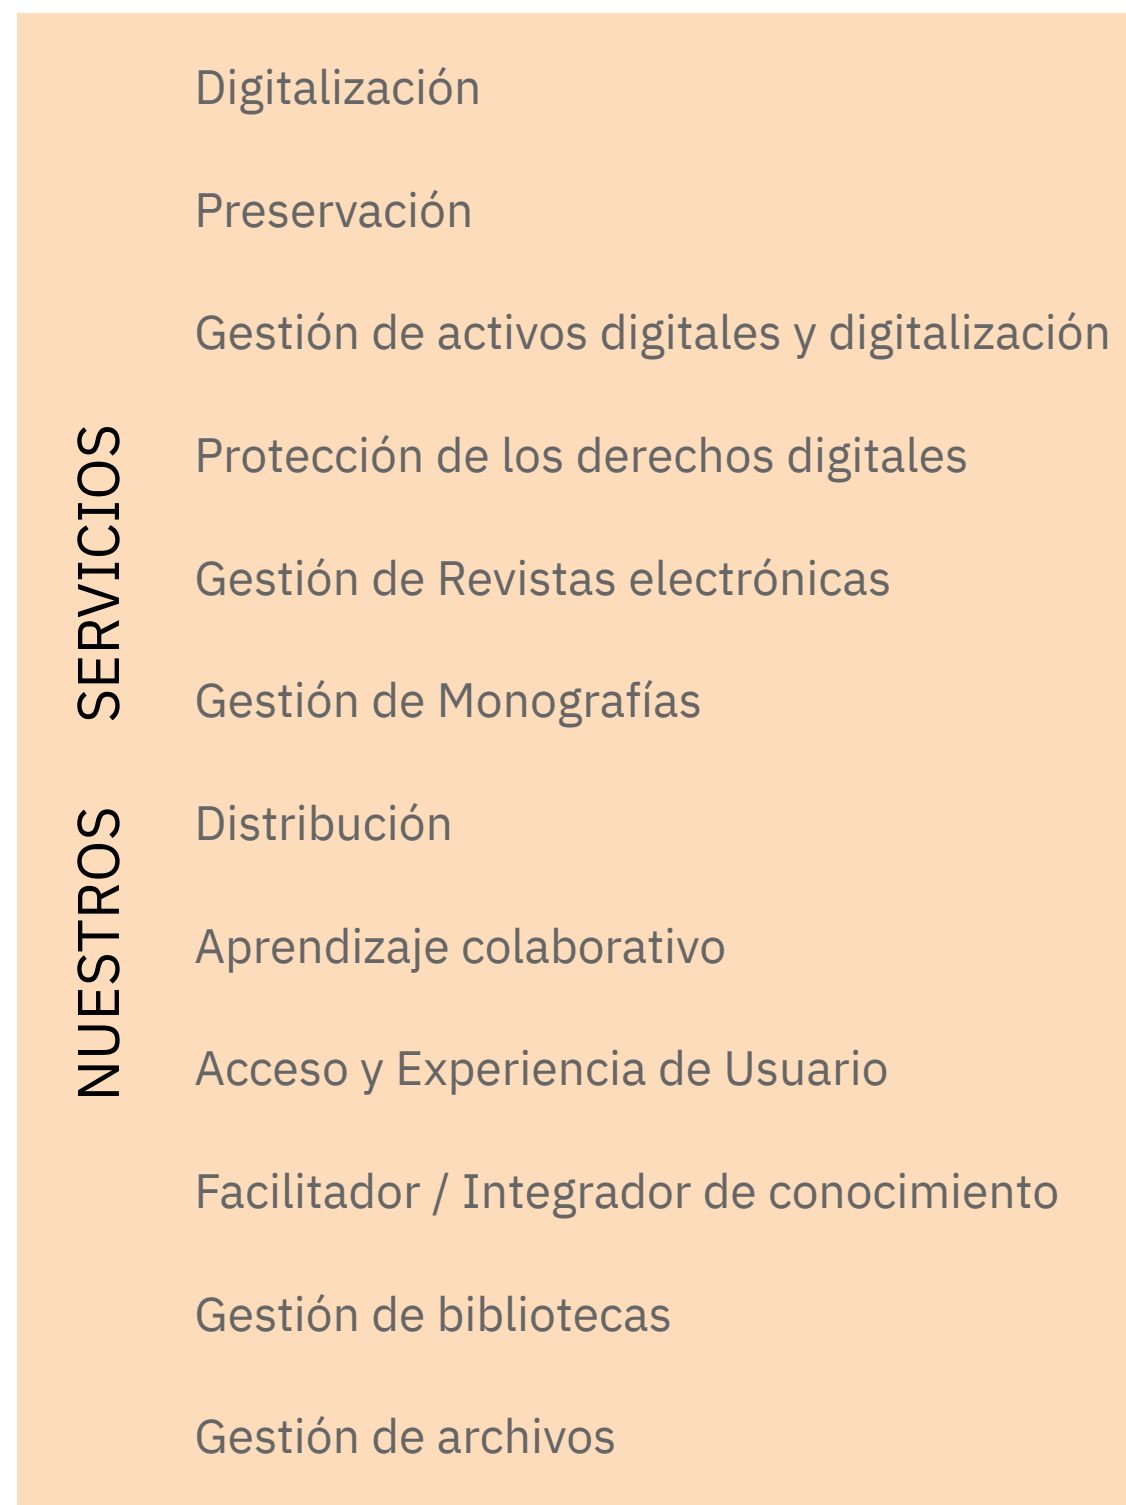 NUESTROS SERVICIOS
Digitalización
Preservación
Gestión de activos digitales y digitalización
Protección de los derechos digitales
Gestión de Revistas electrónicas
Gestión de Monografías
Distribución
Aprendizaje colaborativo
Acceso y Experiencia de Usuario
Facilitador / Integrador de conocimiento
Gestión de bibliotecas
Gestión de archivos